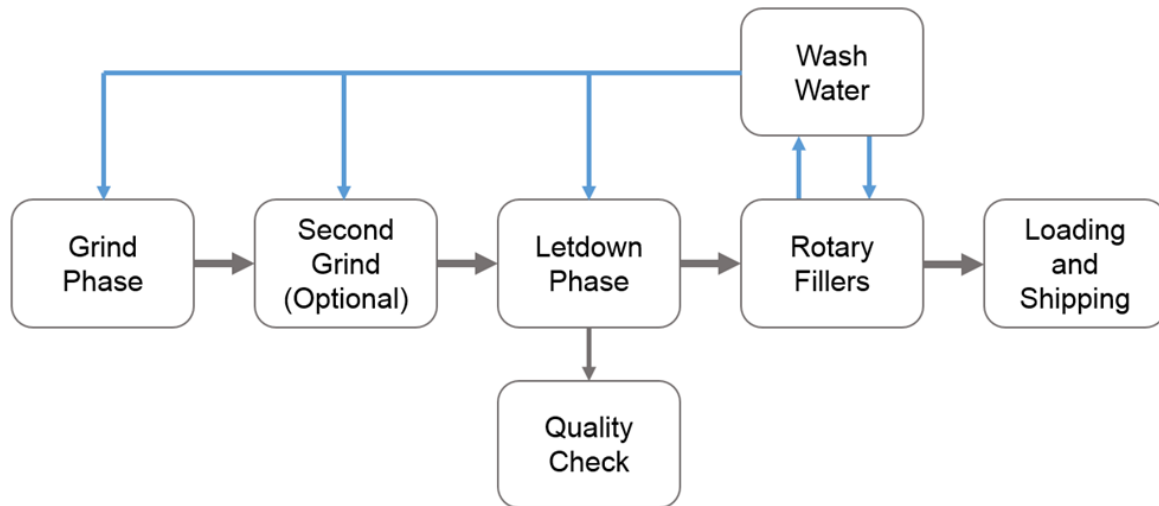 Wash
Water
Grind
Phase
Second
Grind
(Optional)
Letdown
Phase
Rotary
Fillers
Loading
and
Shipping
Quality
Check